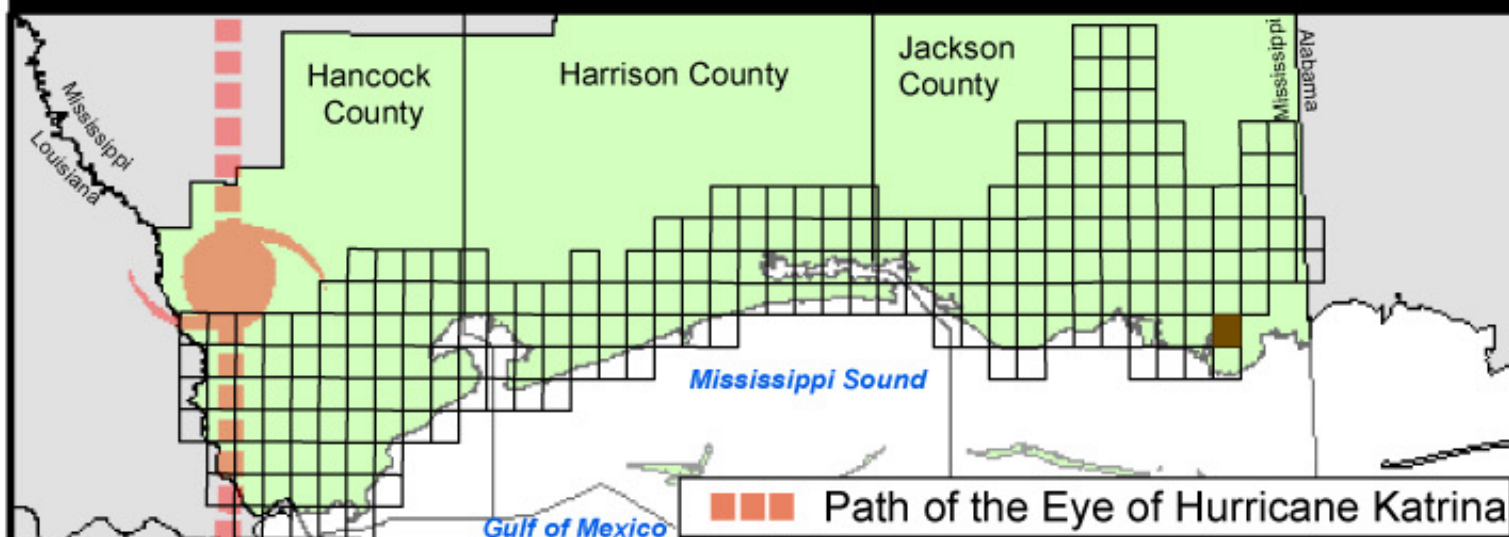 Mississippi
Louisiana
Hancock
County
Harrison County
Jackson
County
Mississippi
Alabama
Mississippi Sound
Gulf of Mexico
Path of the Eye of Hurricane Katrina